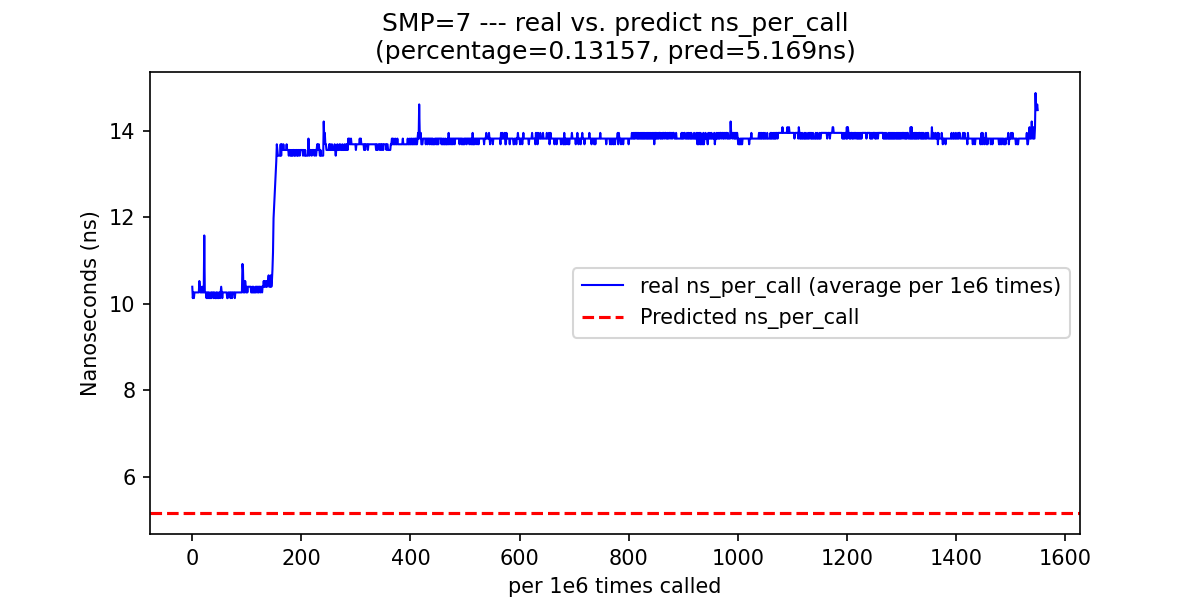 SMP=7 --- real vs. predict ns_per_call
(percentage=0.13157, pred=5.169ns)
Nanoseconds (ns)
14
12
10
8
6
real ns_per_call (average per 1e6 times)
Predicted ns_per_call
0 200 400 600 800 1000 1200 1400 1600
per 1e6 times called